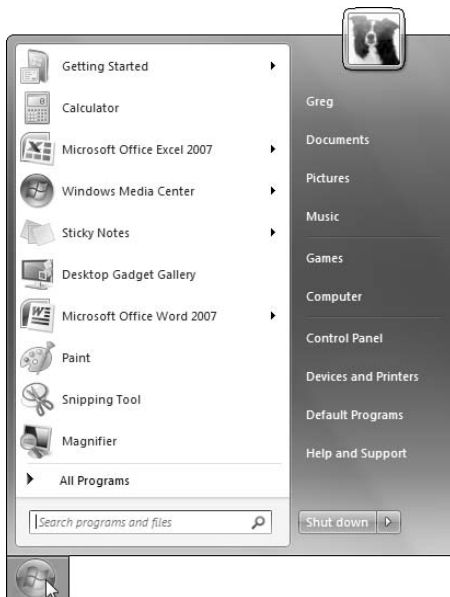 Getting Started
Calculator
Microsoft Office Excel 2007
Windows Media Center
Sticky Notes
Desktop Gadget Gallery
Microsoft Office Word 2007
Paint
Snipping Tool
Magnifier
All Programs
Search programs and files
Greg
Documents
Pictures
Music
Games
Computer
Control Panel
Devices and Printers
Default Programs
Help and Support
Shut down